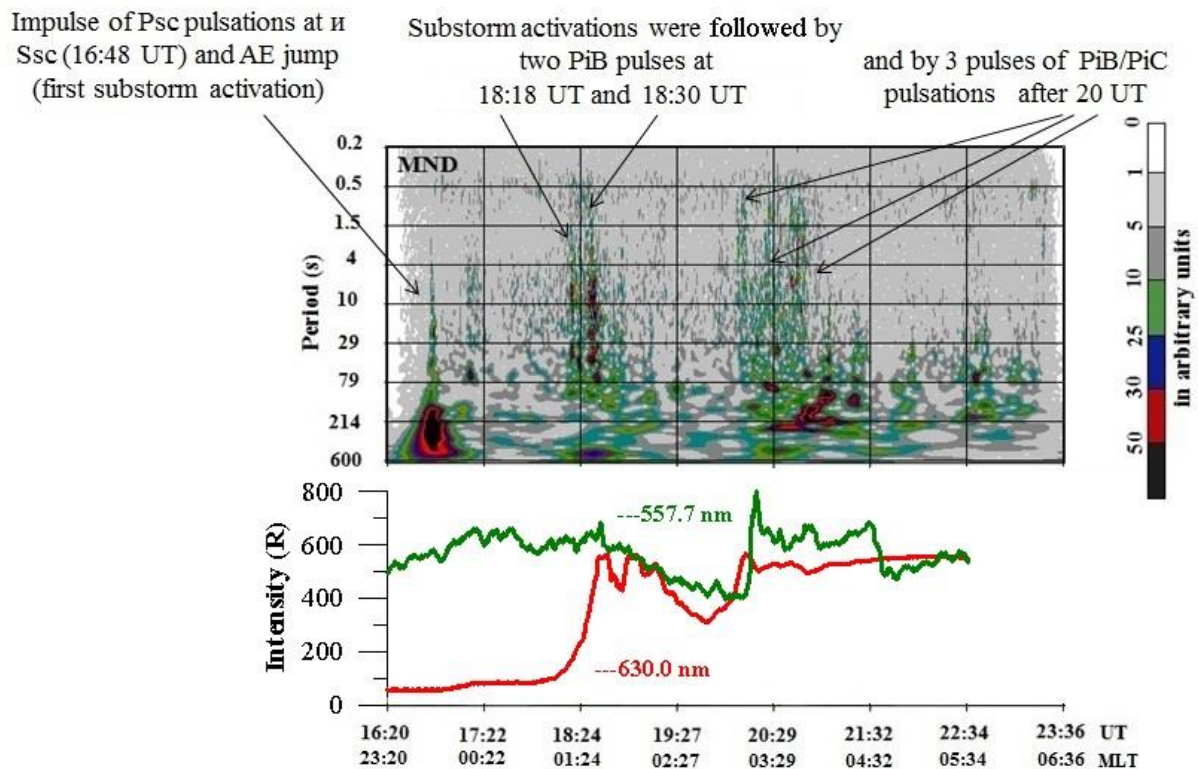 Impulse of Psc pulsations at и
Ssc (16:48 UT) and AE jump
(first substorm activation)
Substorm activations were followed by
two PiB pulses at
18:18 UT and 18:30 UT
and by 3 pulses of PiB/PiC
pulsations after 20 UT
MND
Period (s)
0.2
0.5
1.5
4
10
29
79
214
600
0
1
5
10
25
30
50
in arbitrary units
Intensity (R)
800
600
400
200
0
---557.7 nm
---630.0 nm
16:20 17:22 18:24 19:27 20:29 21:32 22:34 23:36 UT
23:20 00:22 01:24 02:27 03:29 04:32 05:34 06:36 MLT